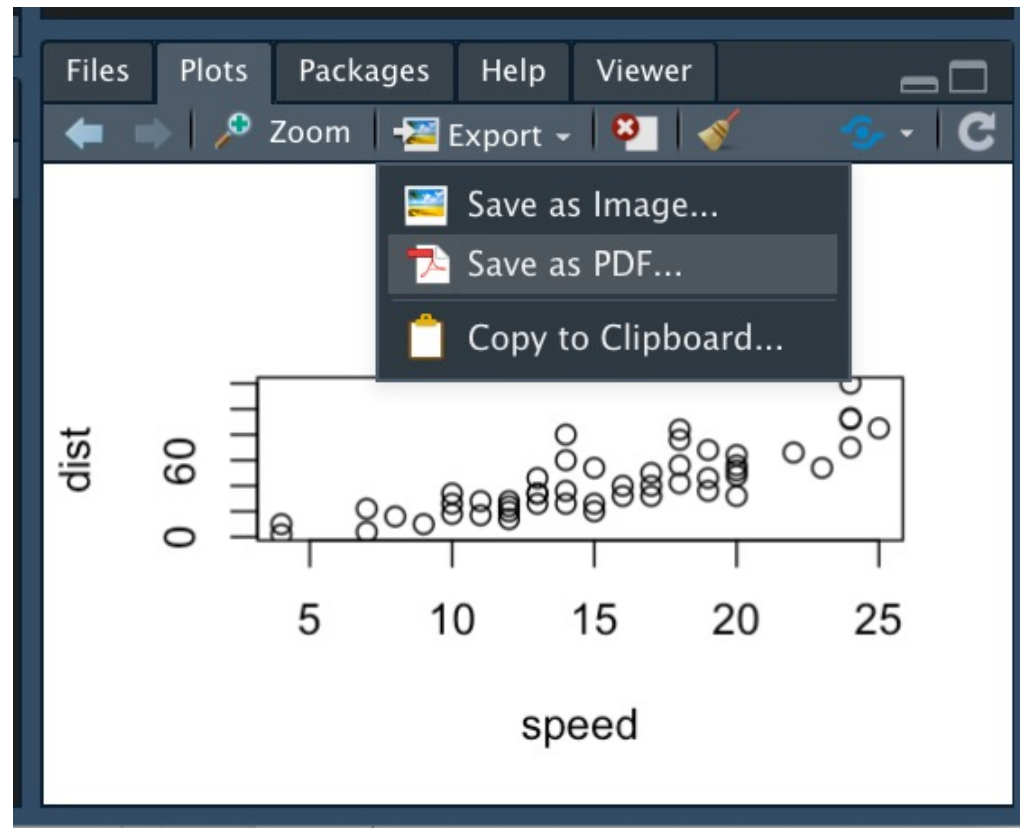 Files Plots Packages Help Viewer
Zoom Export
Save as Image...
Save as PDF...
Copy to Clipboard...
dist
60
0
5 10 15 20 25
speed